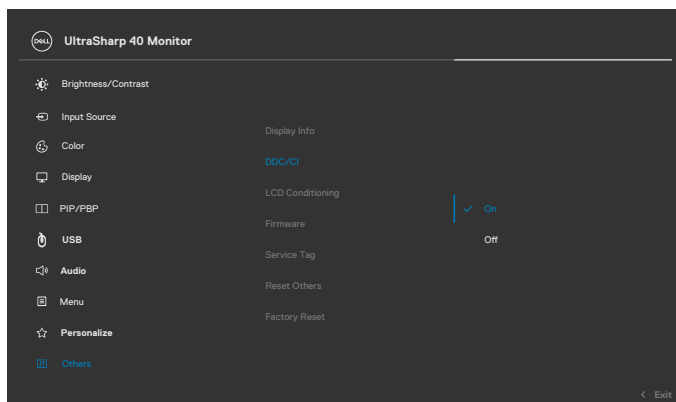 DELL UltraSharp 40 Monitor
Brightness/Contrast
Input Source
Color
Display
PIP/PBP
USB
Audio
Menu
Personalize
Others
Display Info
DDC/CI
LCD Conditioning
Firmware
Service Tag
Reset Others
Factory Reset
On
Off
Exit